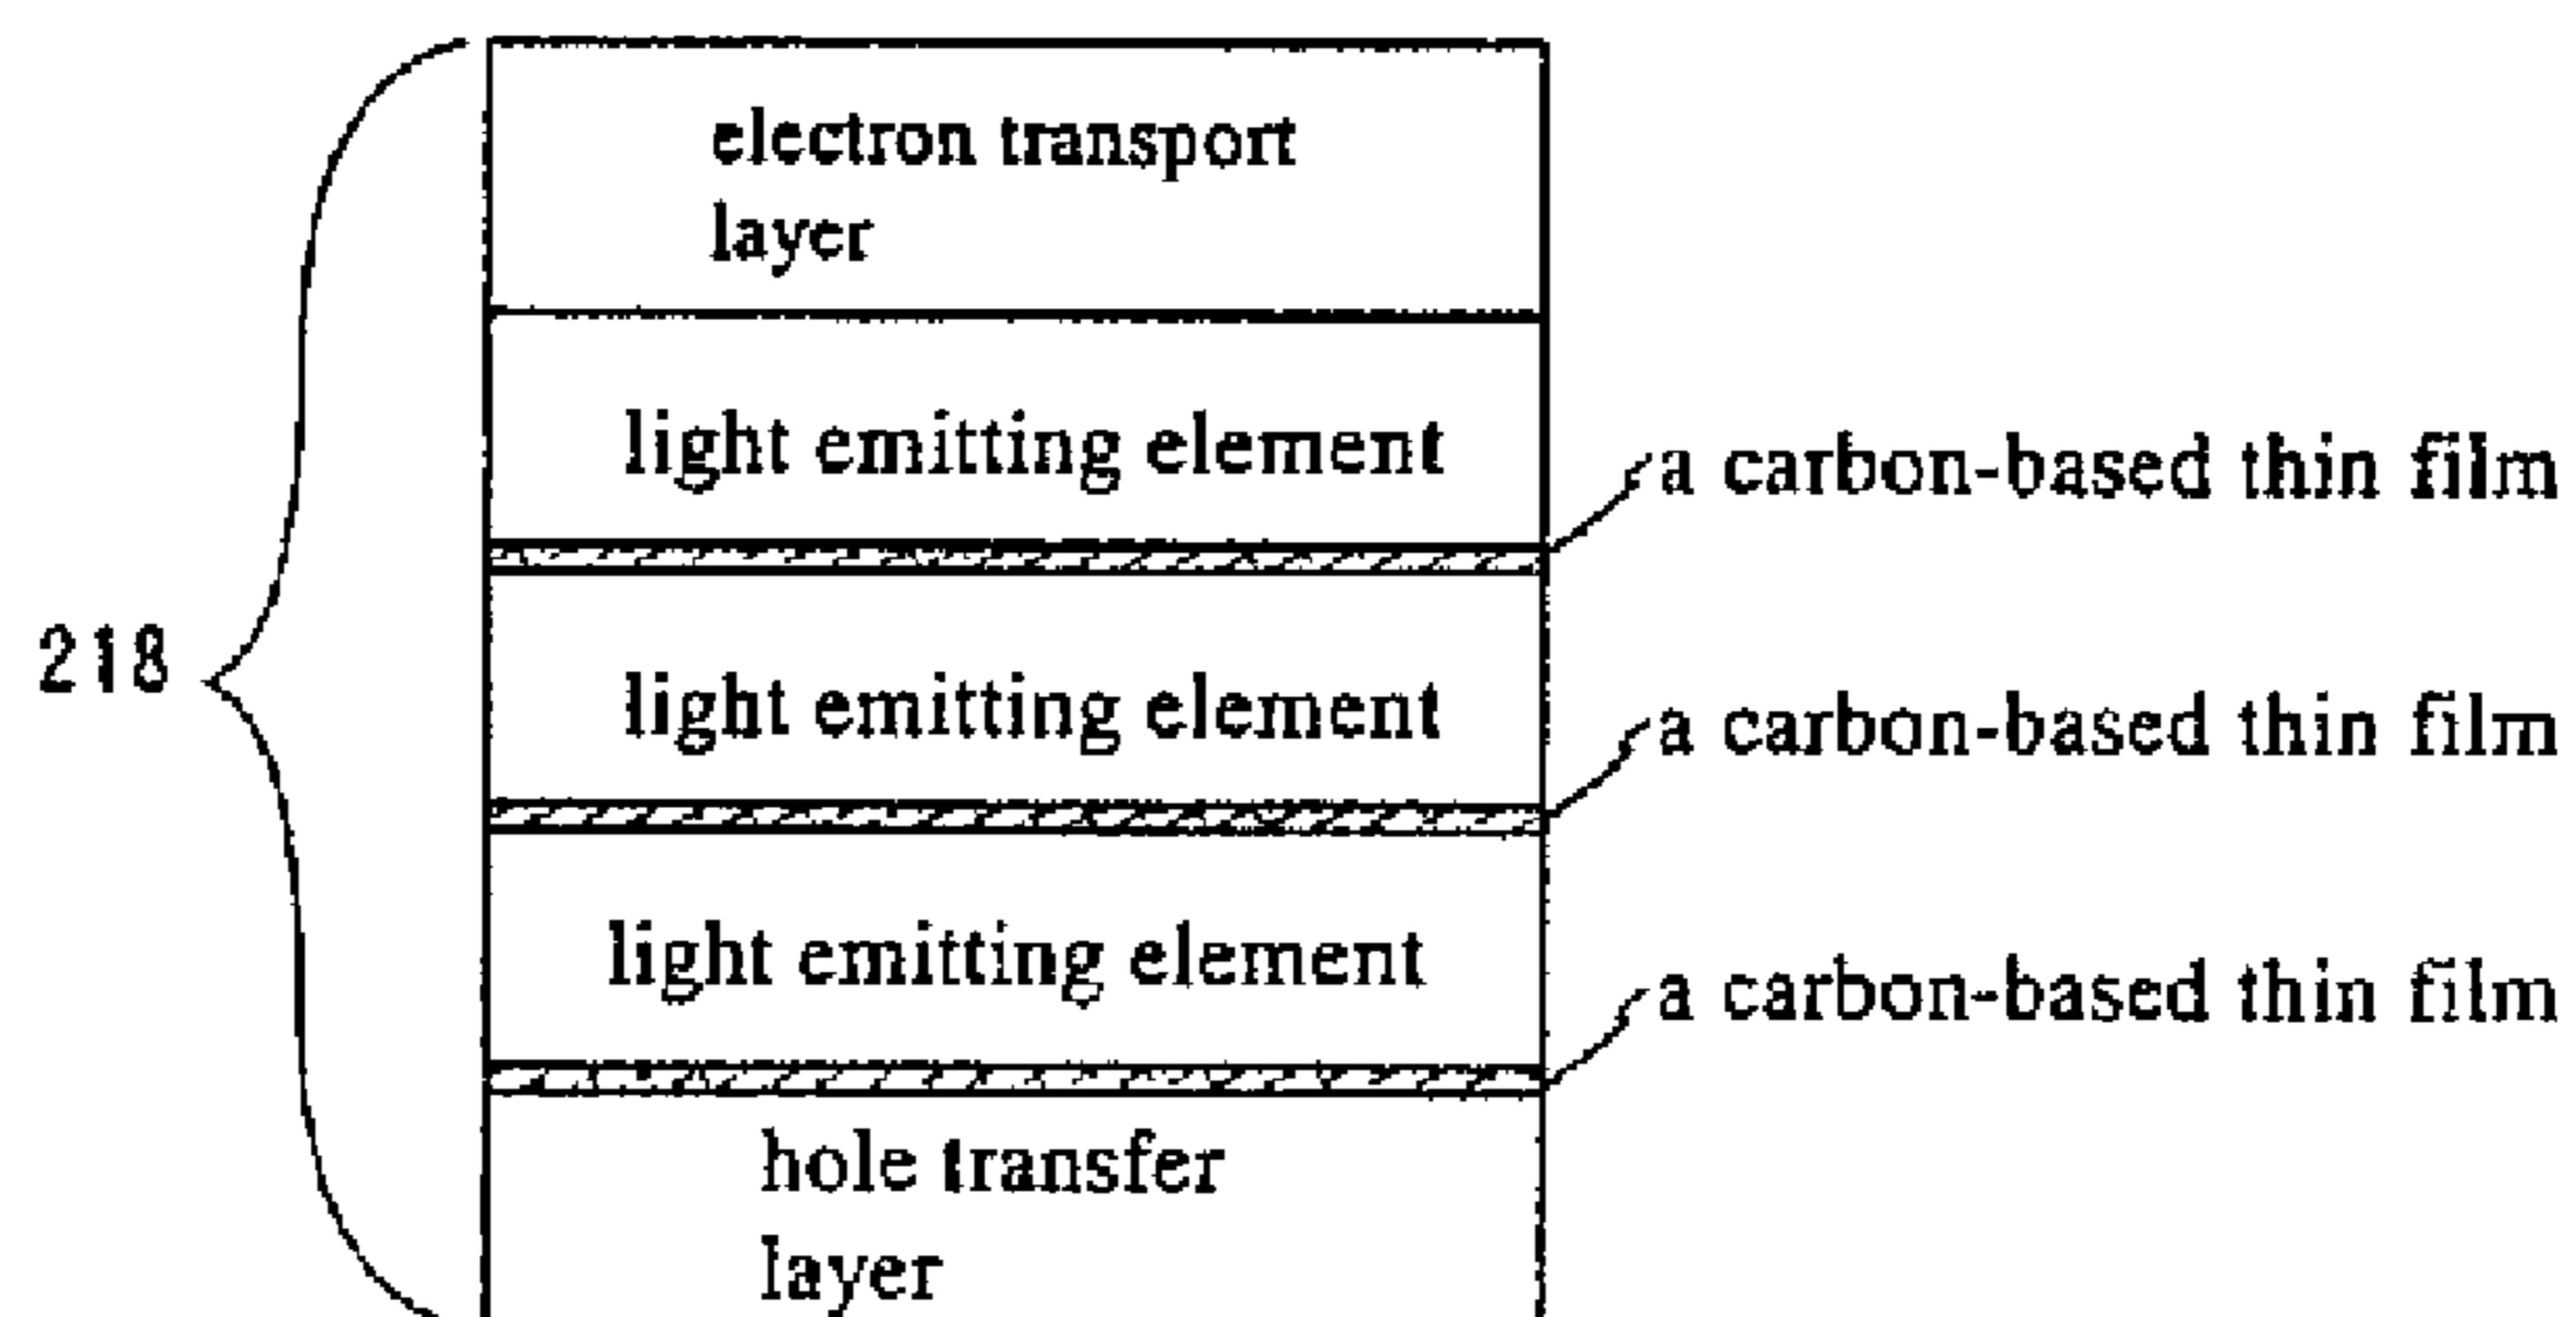 electron transport
layer
light emitting element
a carbon-based thin film
218
light emitting element
a carbon-based thin film
light emitting element
a carbon-based thin film
hole transfer
layer